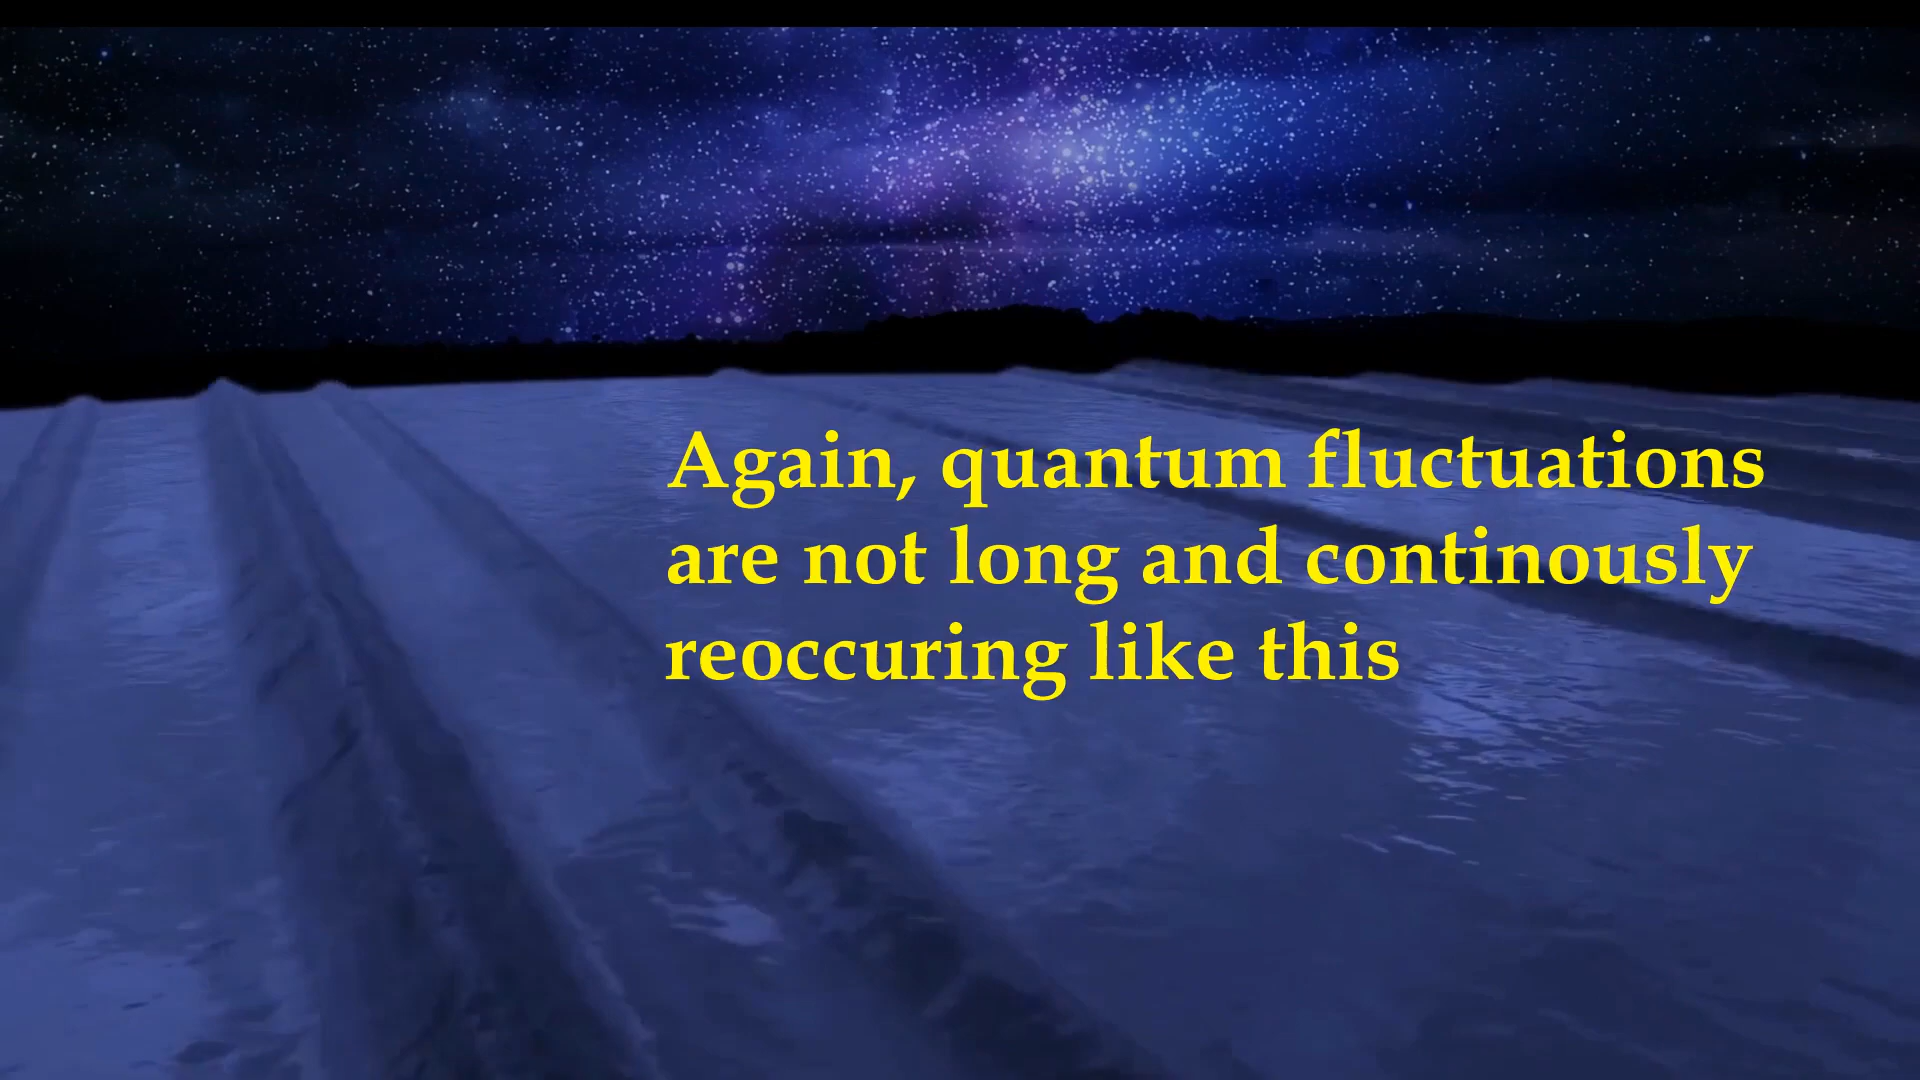 Again, quantum fluctuations
are not long and continously
reoccuring like this